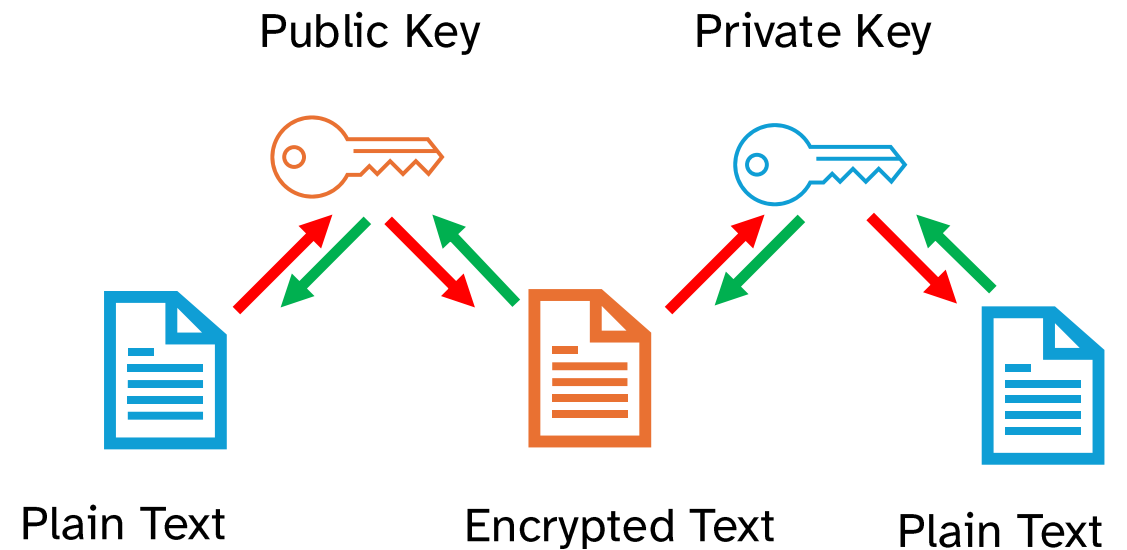 Public Key
Private Key
Plain Text
Encrypted Text
Plain Text